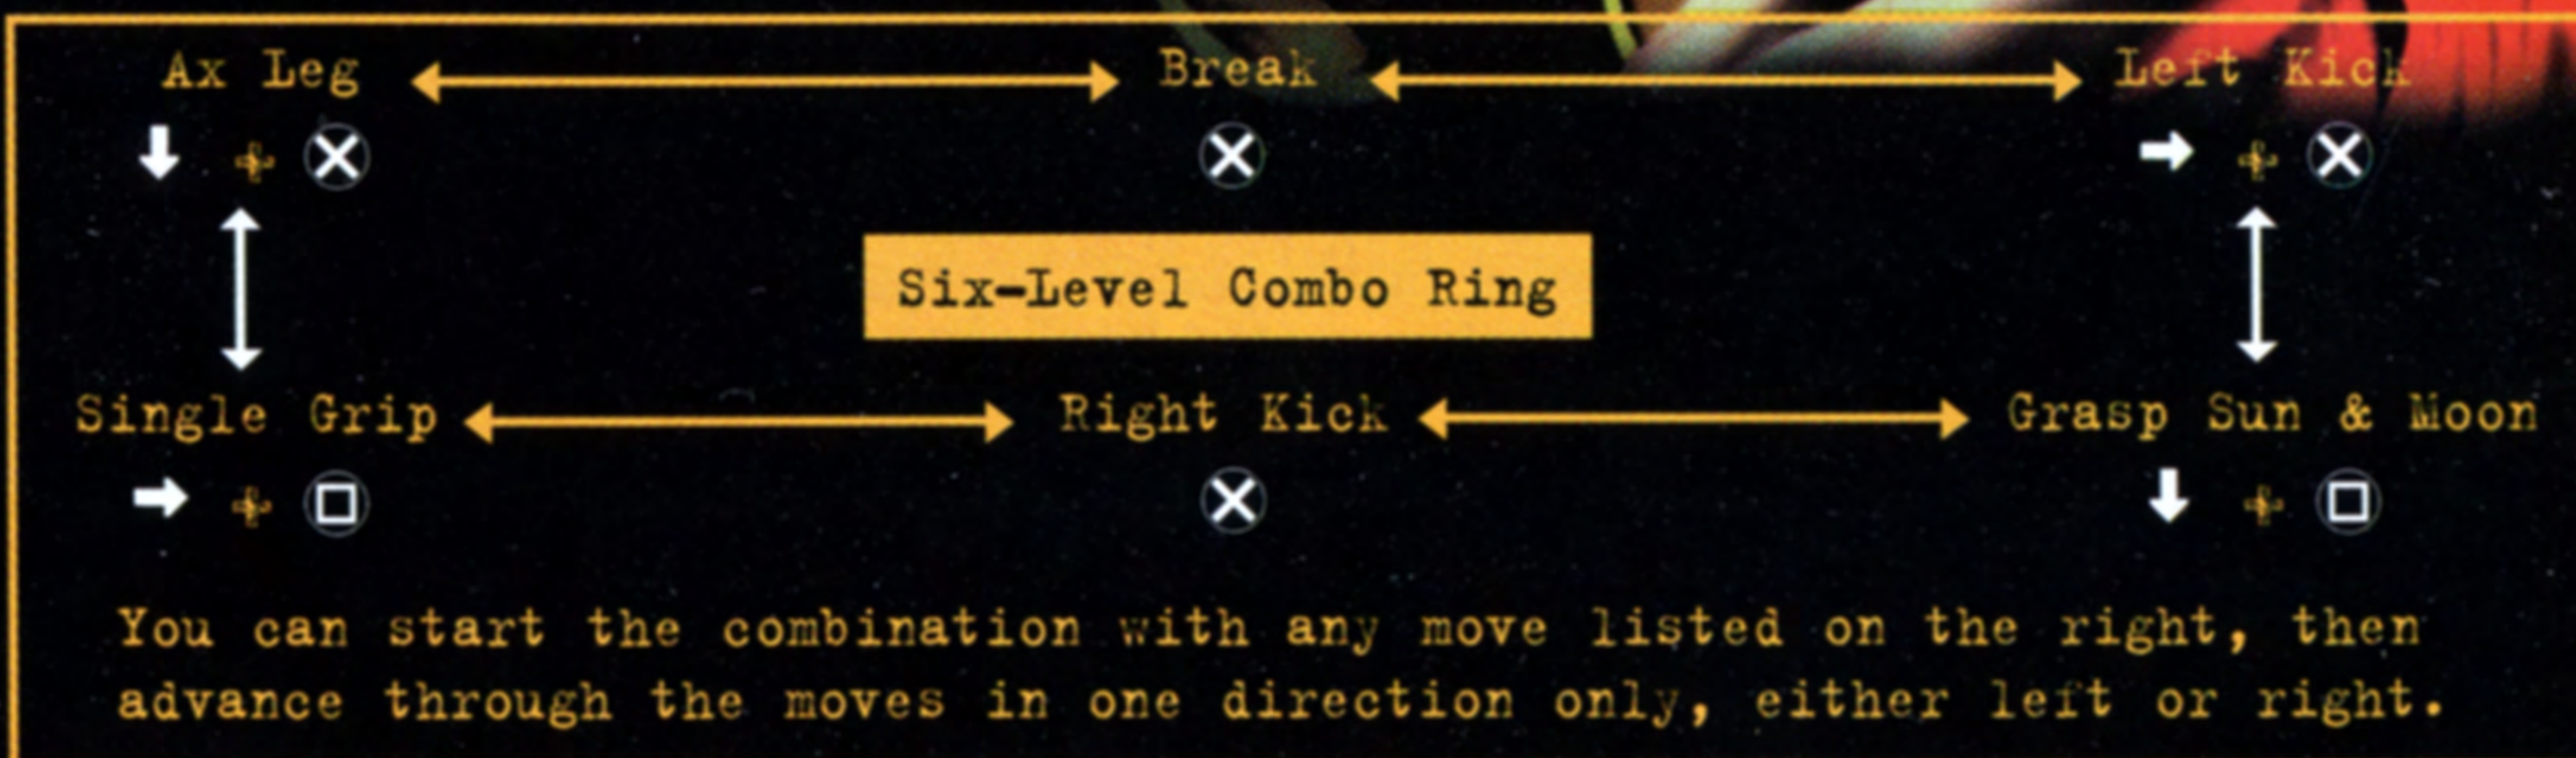 Ax Leg Break Left Kick
+ + 
Six-Level Combo Ring
Single Grip Right Kick Grasp Sun & Moon
+ +
You can start the combination with any move listed on the right, then
advance through the moves in one direction only, either left or right.